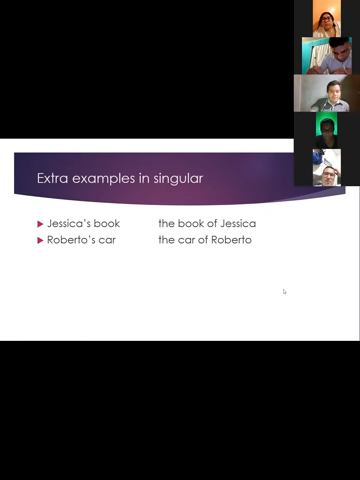 Extra examples in singular
Jessica's book the book of Jessica
Roberto's car the car of Roberto